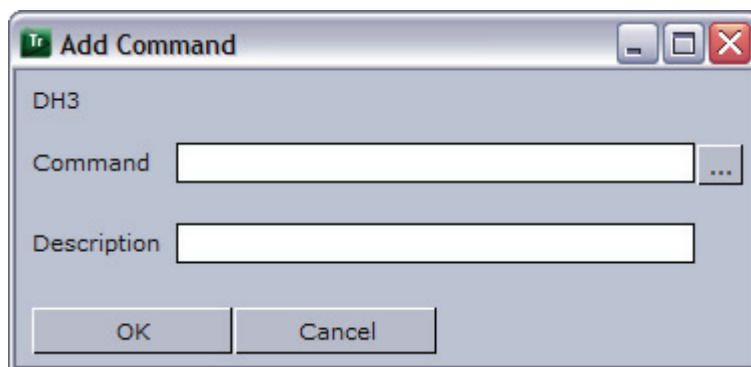 Tr Add Command
DH3
Command ...
Description
OK Cancel